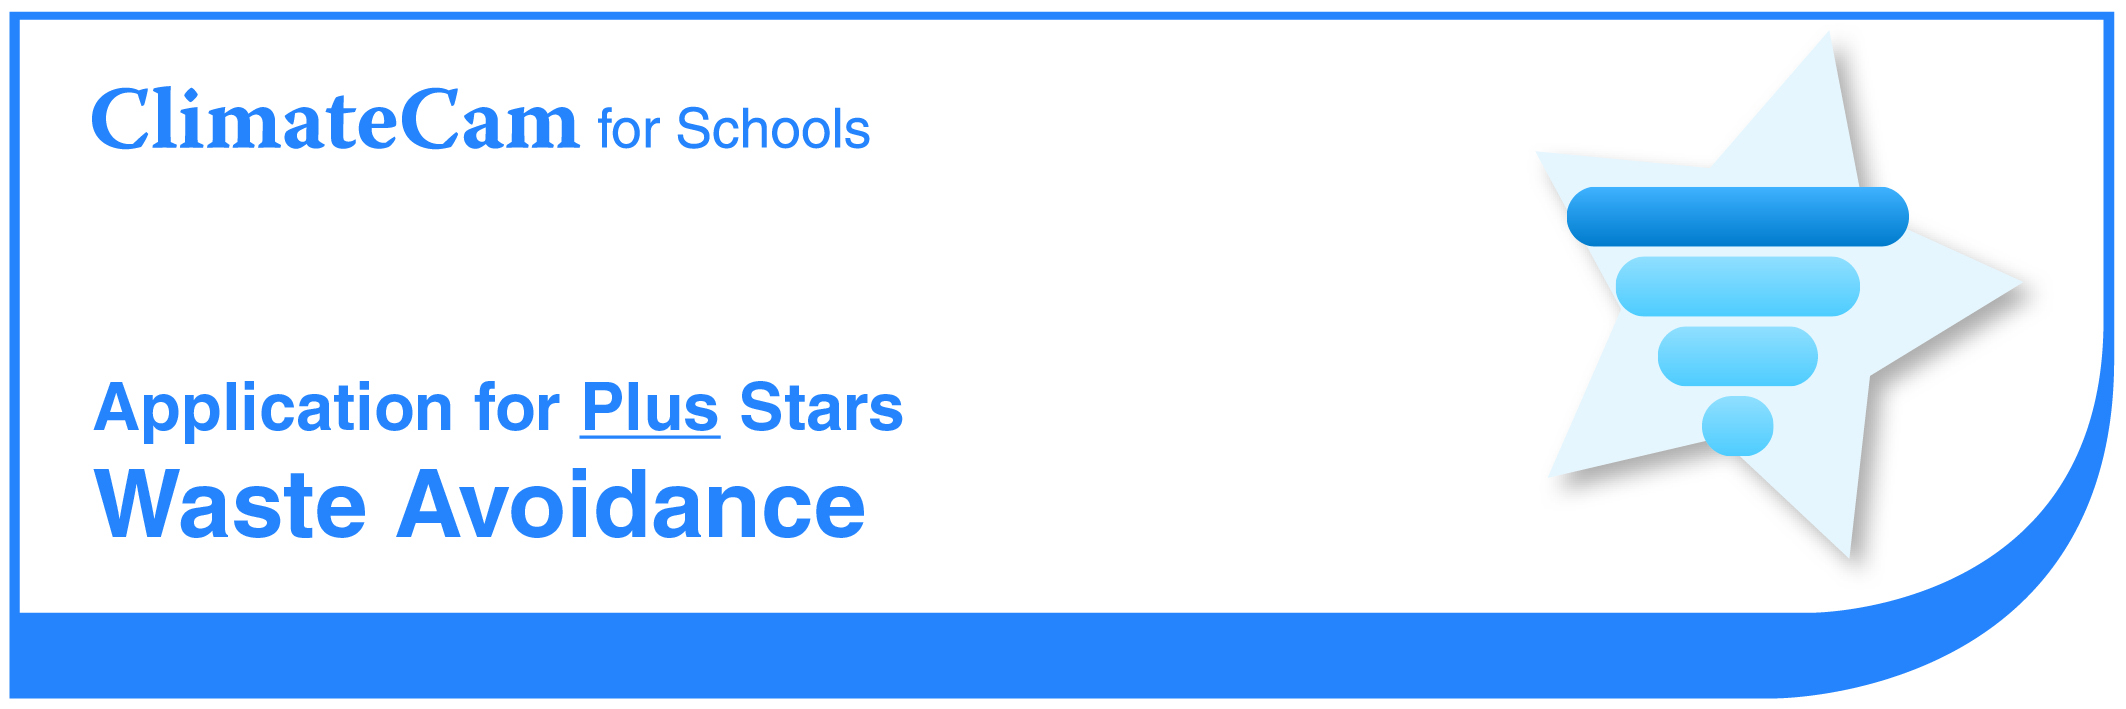 ClimateCam for Schools
Application for Plus Stars
Waste Avoidance